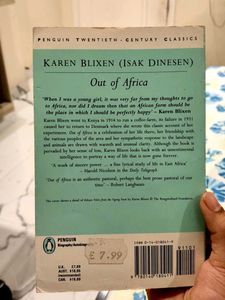 PENGUIN TWENTIETH-CENTURY CLASSICS
KAREN BLIXEN (ISAK DINESEN)
Out of Africa
'When I was a young girl, it was very far from my thoughts to go
to Africa, nor did I dream then that an African farm should be
the place in which I should be perfectly happy' – Karen Blixen
Karen Blixen went to Kenya in 1914 to run a coffee-farm; its failure in 1931
caused her to return to Denmark where she wrote this classic account of her
experiences.
Out of Africa is a celebration of her life there, her friendship with
the various peoples of the area and her sympathetic response to the landscape
and animals are drawn with warmth and unusual clarity. Although the book is
pervaded by her sense of loss, Karen Blixen looks back with an unsentimental
intelligence to portray a way of life that is now gone forever.
'A work of sincere power ... a fine lyrical study of life in East Africa'
– Harold Nicolson in the Daily Telegraph
'Out of Africa is an authentic pastoral, perhaps the best prose pastoral of our
time' – Robert Langbaum
PENGUIN
£ 7.99
U.K. £7.99